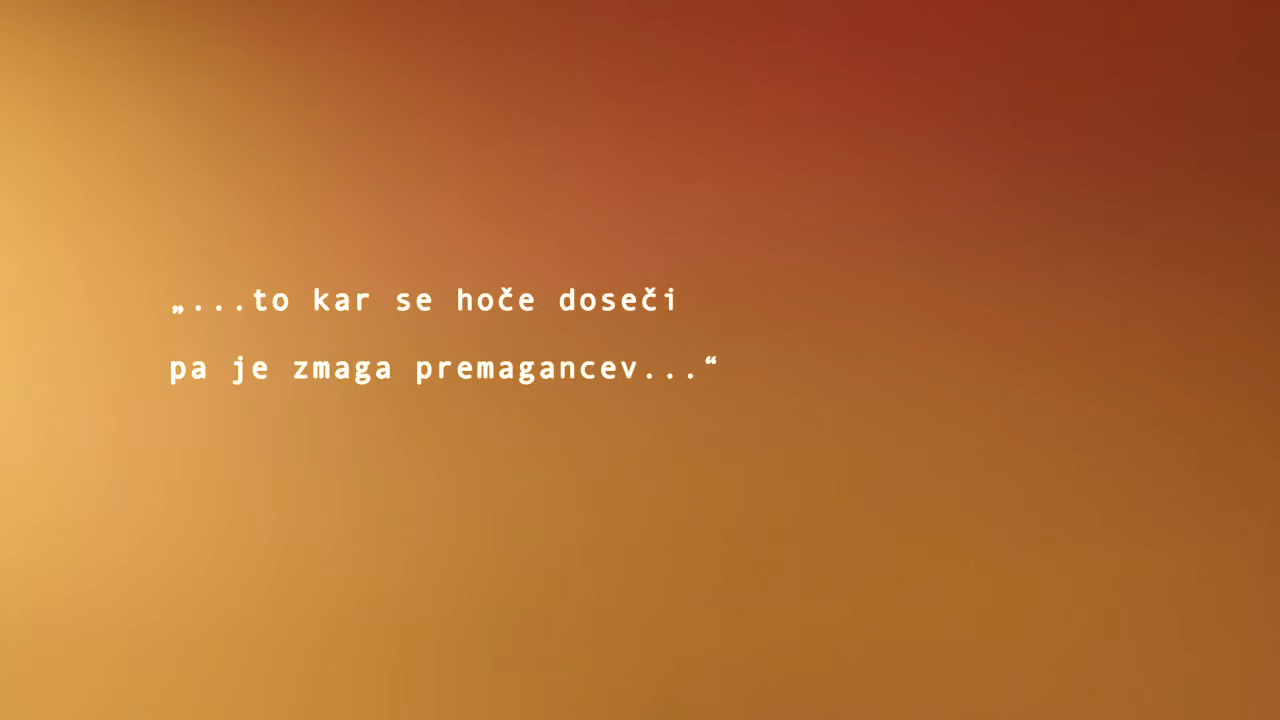 „...to kar se hoče doseči
pa je zmaga premagancev...“